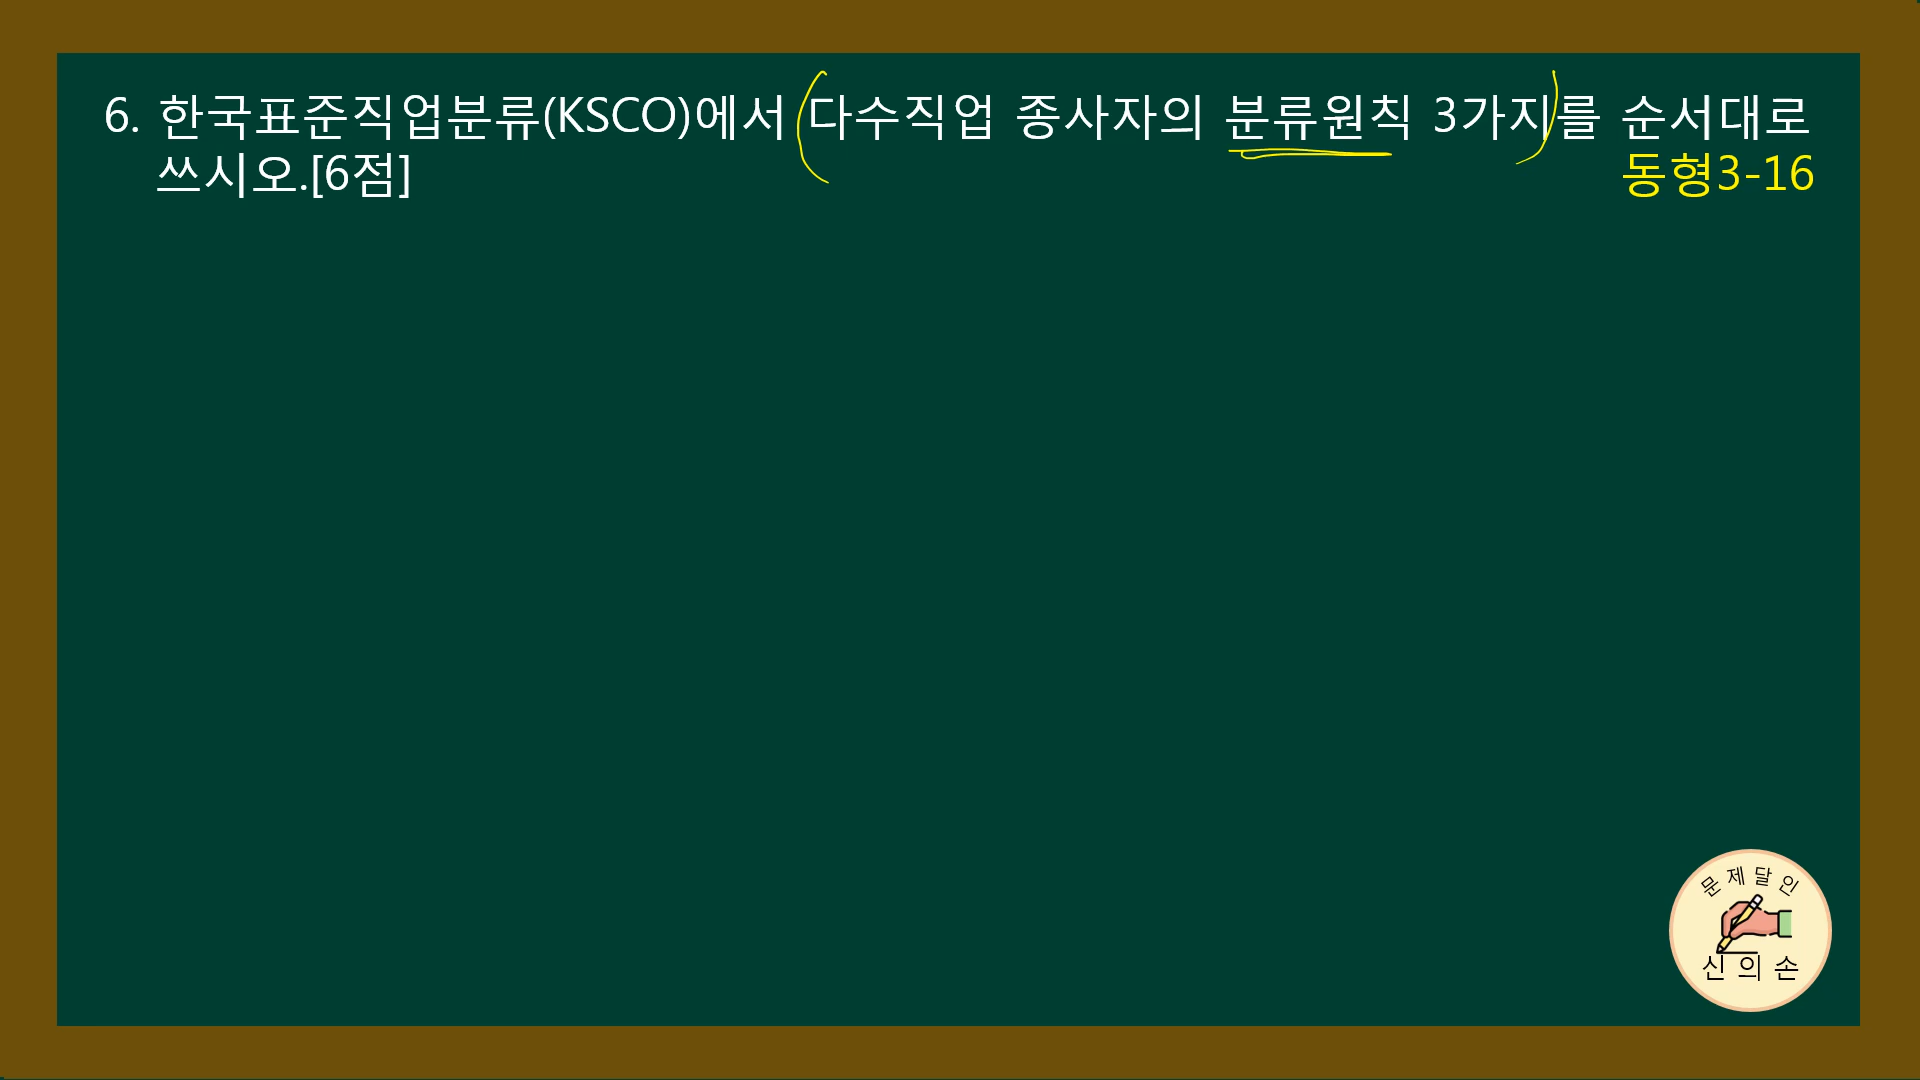 6. 한국표준직업분류(KSCO)에서 다수직업 종사자의 분류원칙 3가지를 순서대로
쓰시오.[6점]
동형3-16
문제달인
신의손